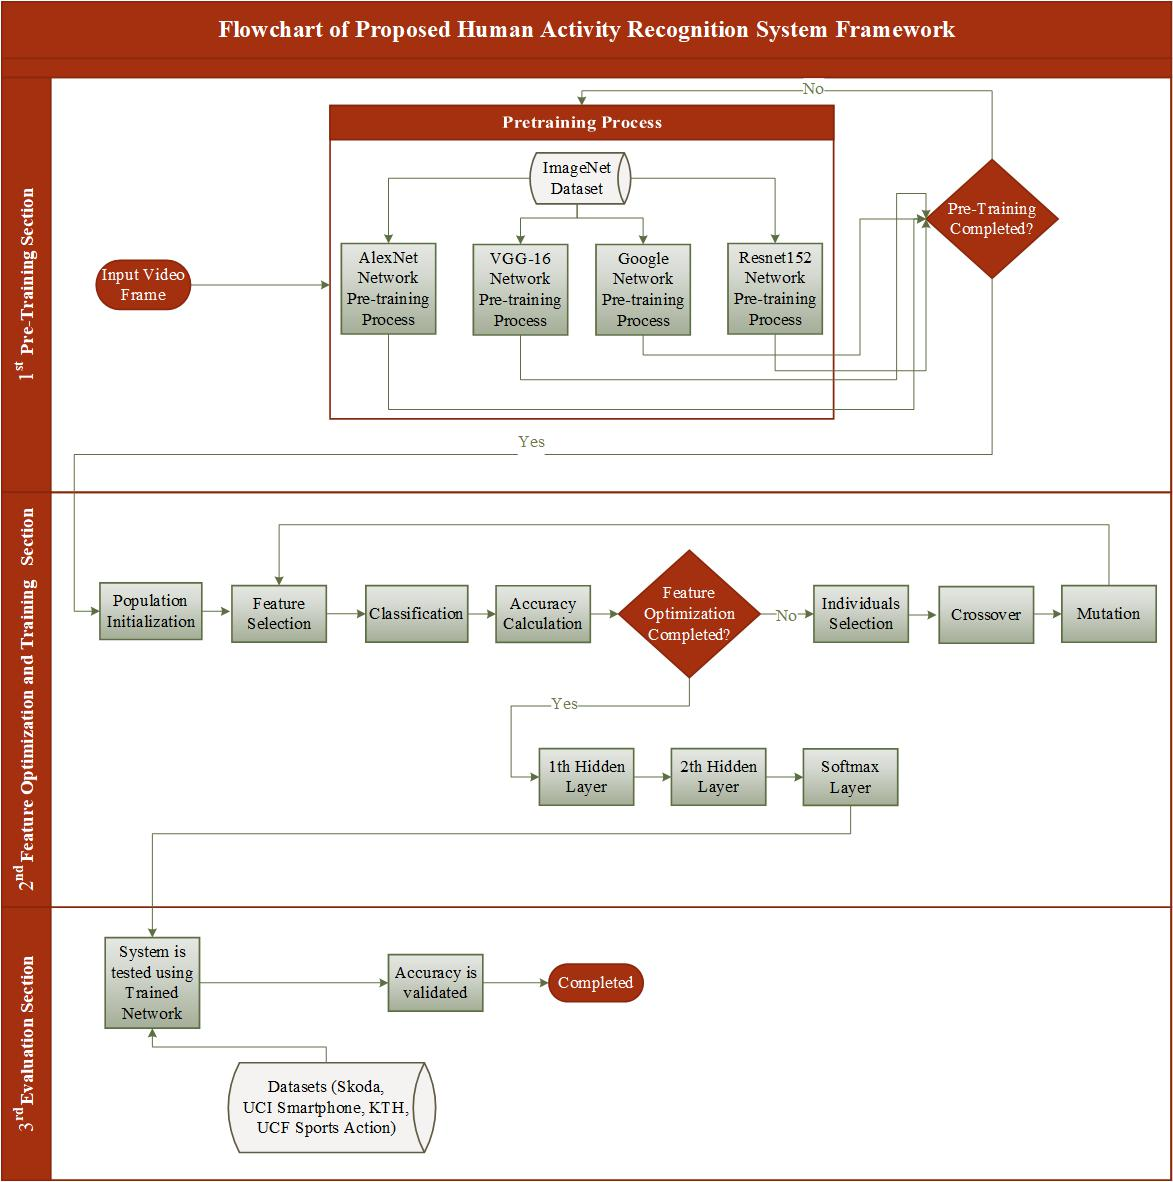 Flowchart of Proposed Human Activity Recognition System Framework
1st Pre-Training Section
No
Pretraining Process
ImageNet
Dataset
Pre-Training
Completed?
Input Video
Frame
AlexNet
Network
Pre-training
Process
VGG-16
Network
Pre-training
Process
Google
Network
Pre-training
Process
Resnet152
Network
Pre-training
Process
Yes
2nd Feature Optimization and Training Section
Population
Initialization
Feature
Selection
Classification
Accuracy
Calculation
Feature
Optimization
Completed?
No
Individuals
Selection
Crossover
Mutation
Yes
1th Hidden
Layer
2th Hidden
Layer
Softmax
Layer
3rd Evaluation Section
System is
tested using
Trained
Network
Accuracy is
validated
Completed
Datasets (Skoda,
UCI Smartphone, KTH,
UCF Sports Action)